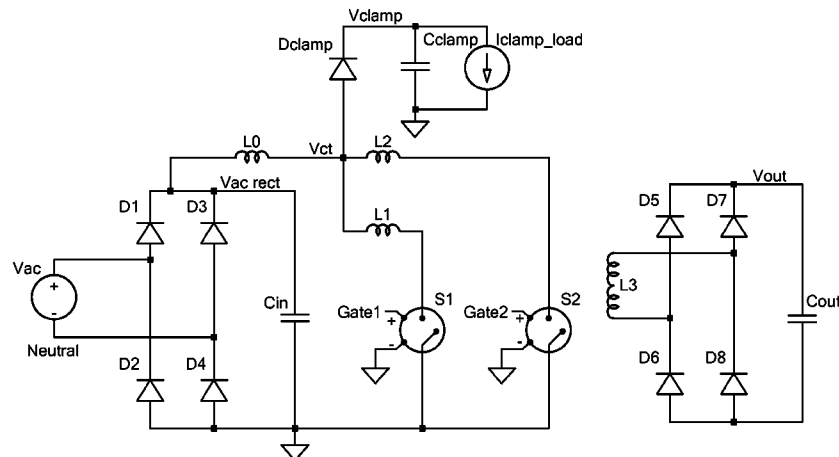 Vclamp
Dclamp
Cclamp
Iclamp_load
L0
Vct
L2
Vac rect
D1
D3
L1
Vac
+
-
Neutral
Cin
Gate1
+
-
S1
Gate2
+
-
S2
D2
D4
Vout
D5
D7
L3
Cout
D6
D8